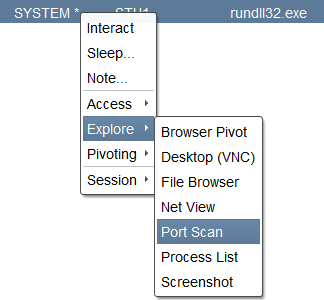 SYSTEM * STU1 rundll32.exe
Interact
Sleep...
Note...
Access
Explore
Pivoting
Session
Browser Pivot
Desktop (VNC)
File Browser
Net View
Port Scan
Process List
Screenshot